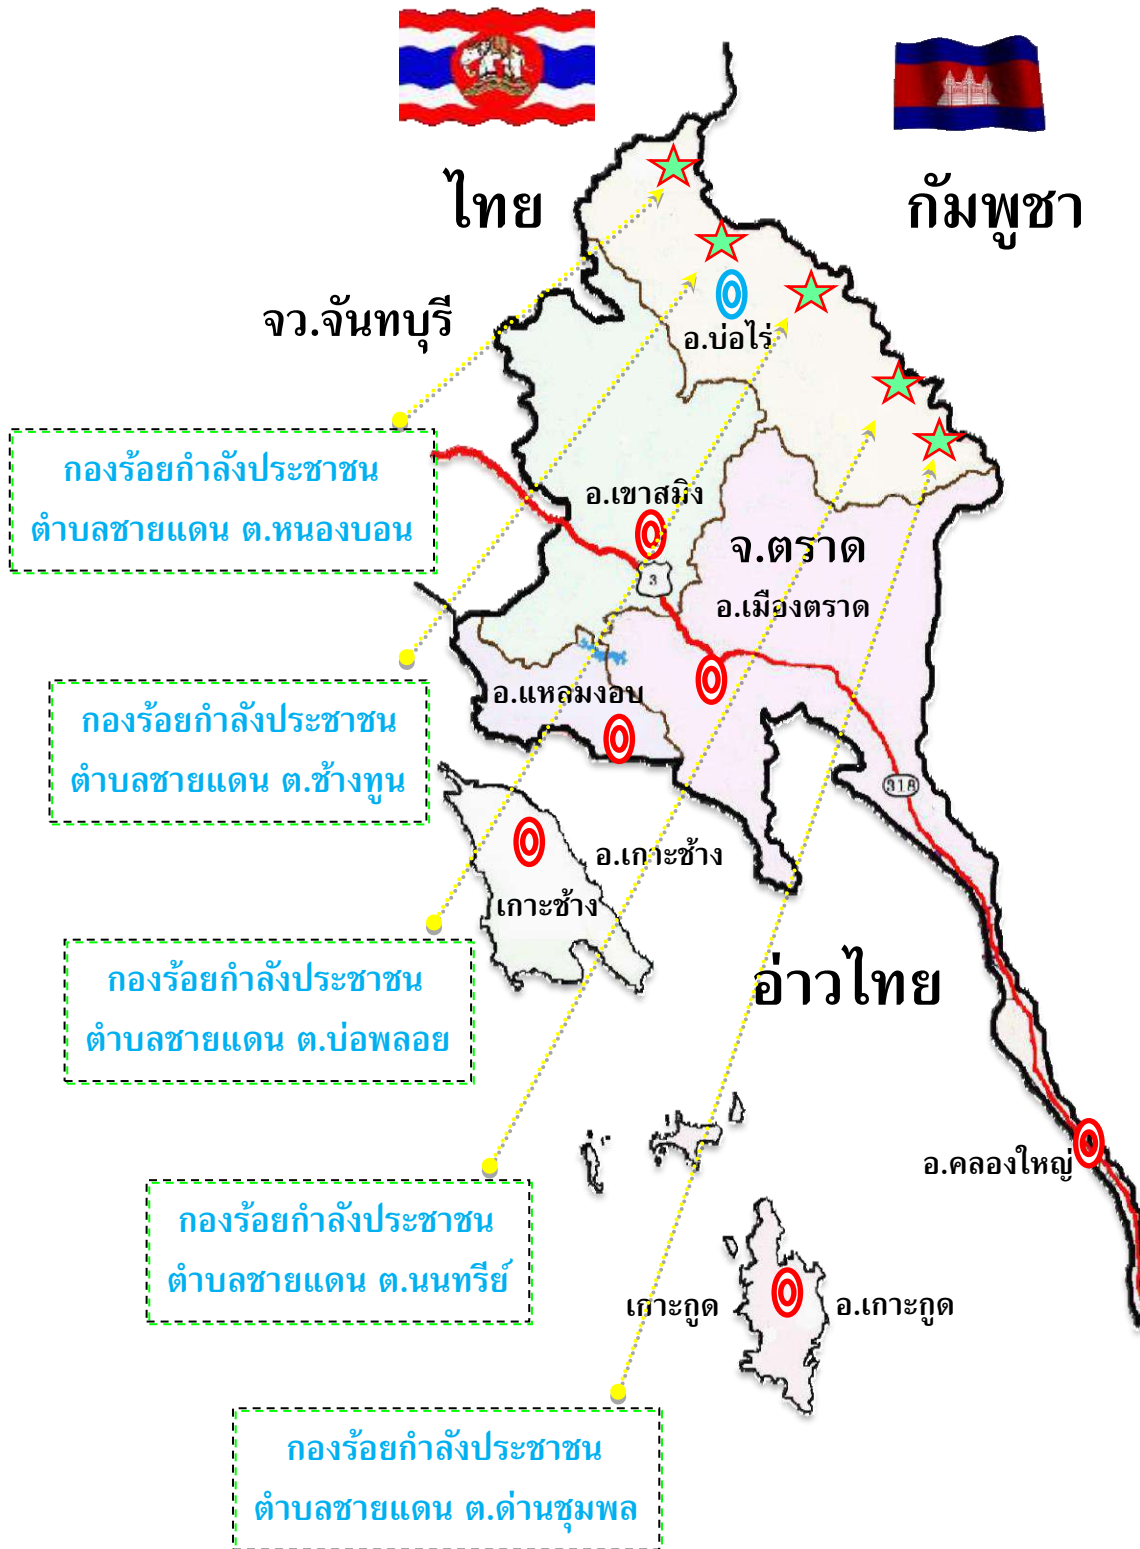 ไทย
กัมพูชา
จว.จันทบุรี
อ.บ่อไร่
กองร้อยกำลังประชาชน
ตำบลชายแดน ต.หนองบอน
อ.เขาสมิง
จ.ตราด
3
อ.เมืองตราด
กองร้อยกำลังประชาชน
ตำบลชายแดน ต.ช้างทูน
อ.แหลมงอบ
318
อ.เกาะช้าง
เกาะช้าง
กองร้อยกำลังประชาชน
ตำบลชายแดน ต.บ่อพลอย
อ่าวไทย
อ.คลองใหญ่
กองร้อยกำลังประชาชน
ตำบลชายแดน ต.นนทรีย์
เกาะกูด
อ.เกาะกูด
กองร้อยกำลังประชาชน
ตำบลชายแดน ต.ด่านชุมพล